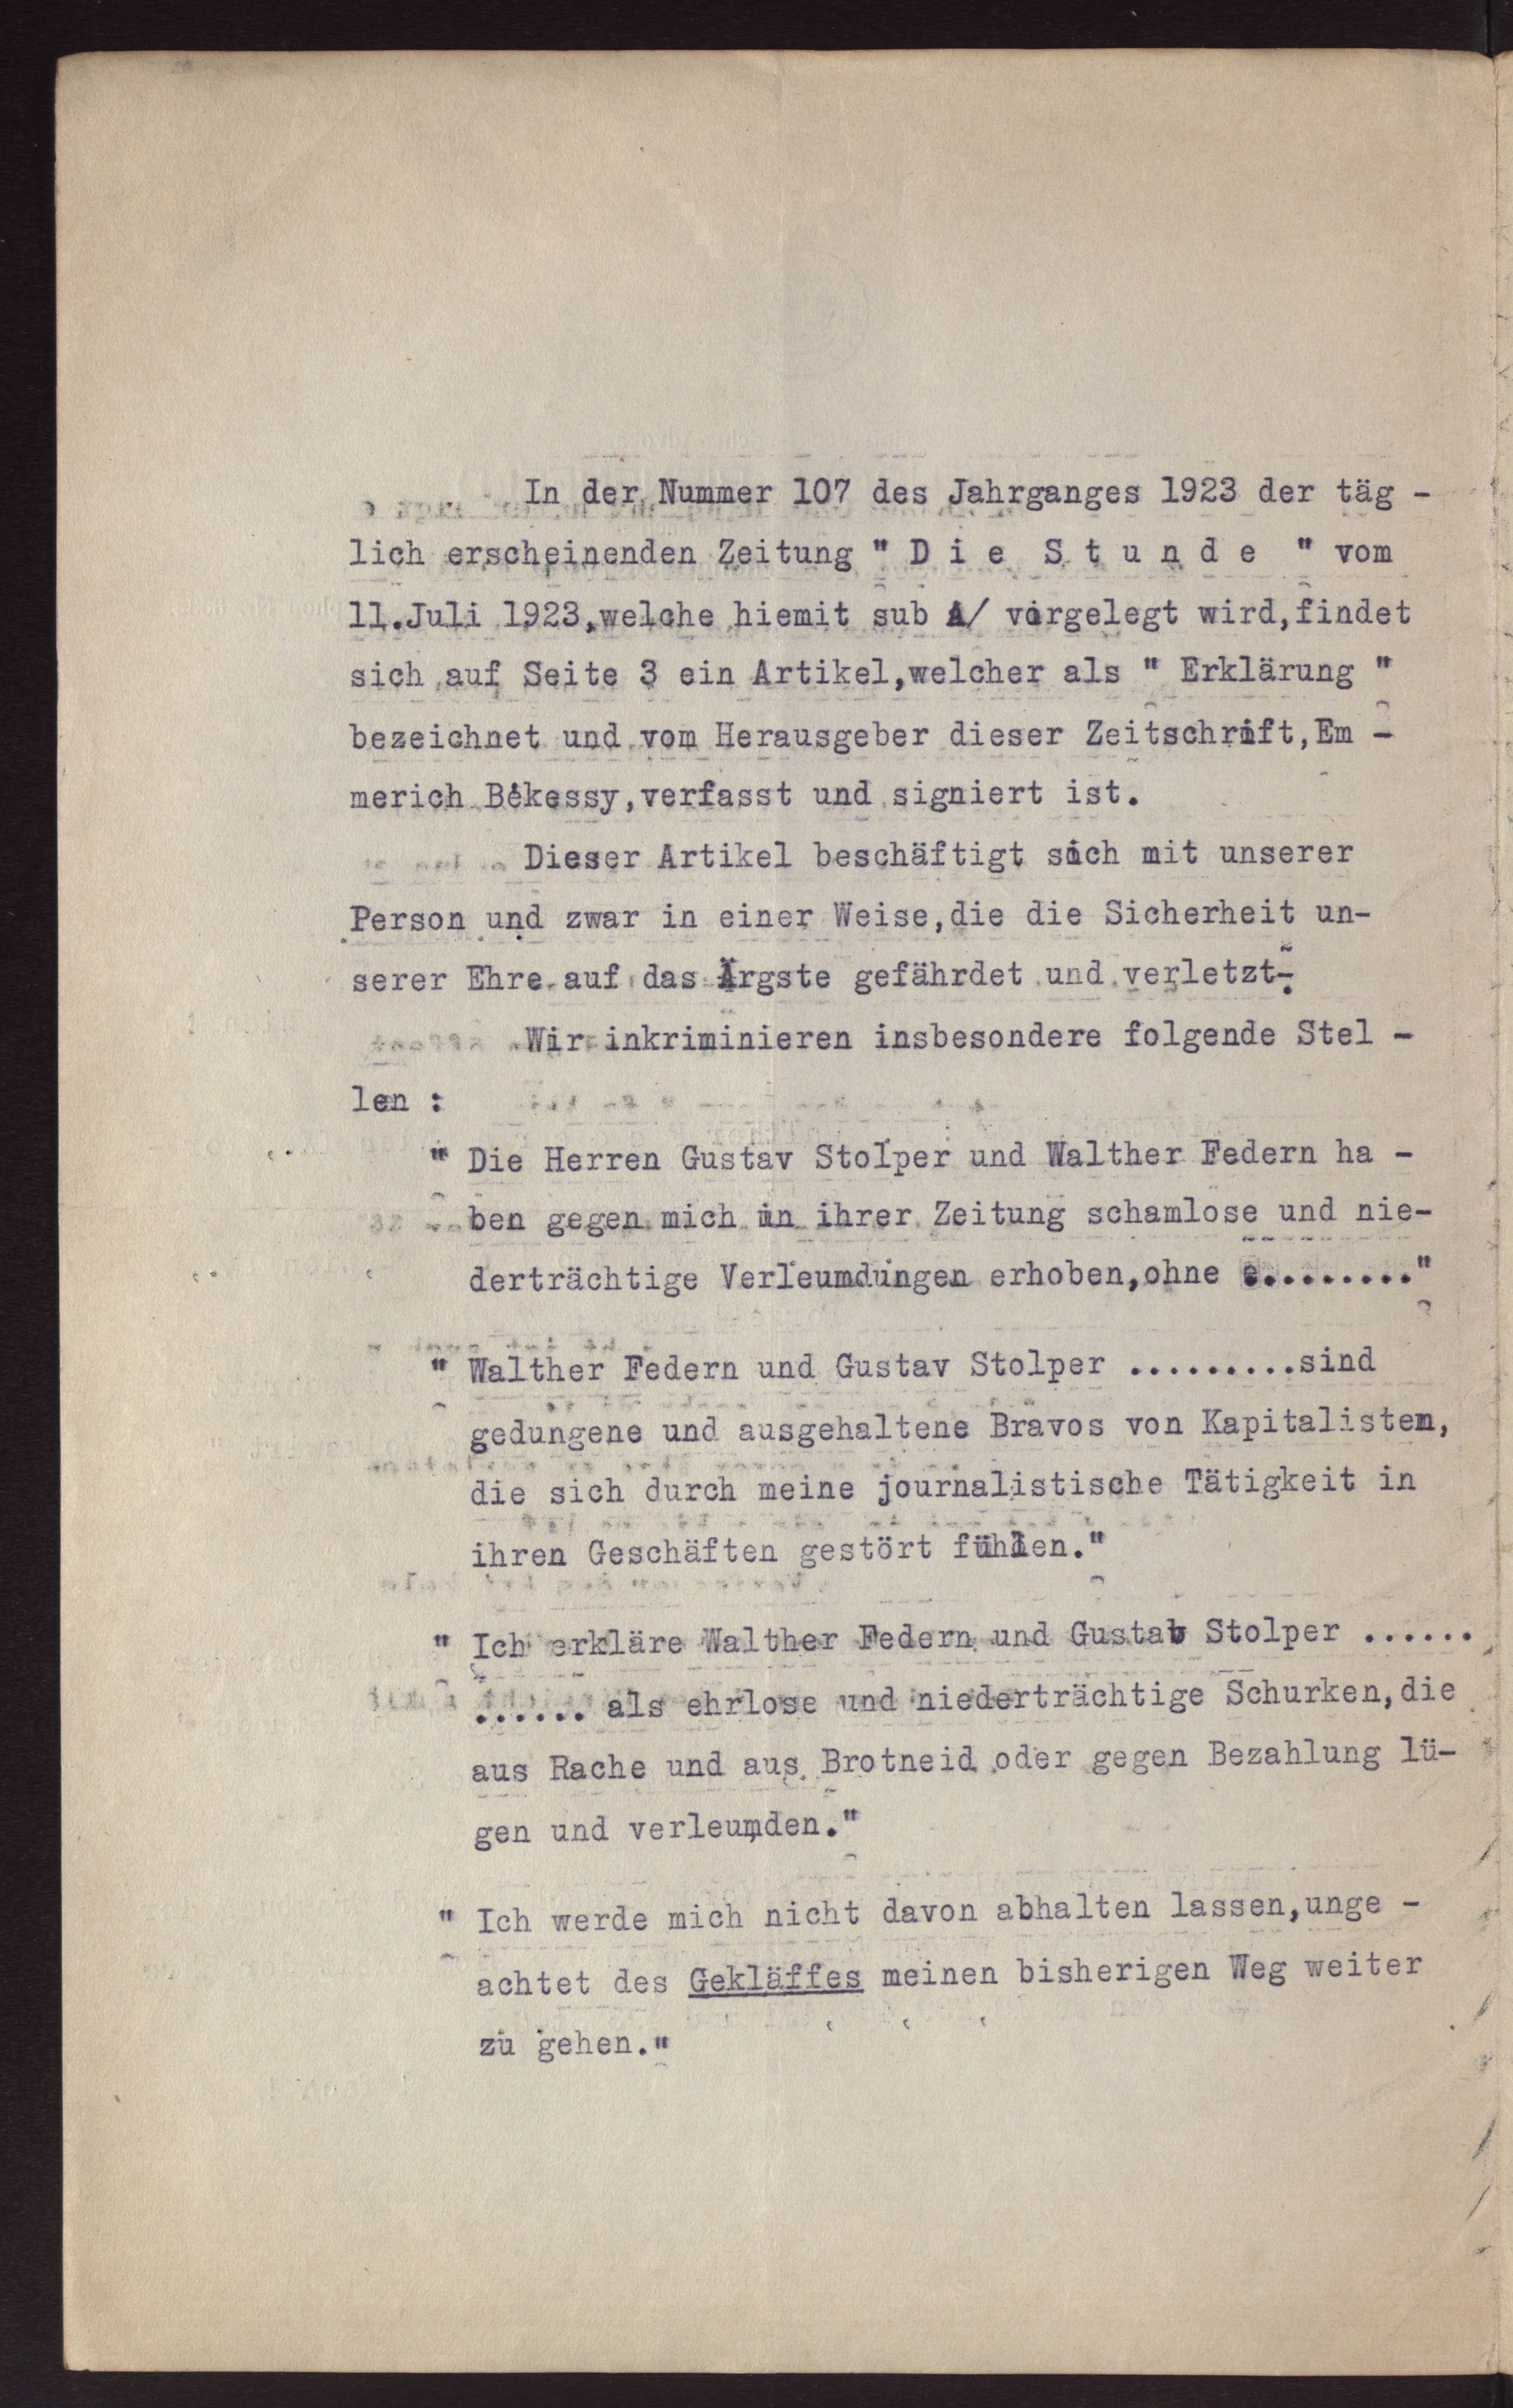 In der Nummer 107 des Jahrganges 1923 der täg -
lich erscheinenden Zeitung " D i e  S t u n d e " vom
11.Juli 1923,welche hiemit sub A/ vorgelegt wird,findet
sich auf Seite 3 ein Artikel,welcher als " Erklärung "
bezeichnet und vom Herausgeber dieser Zeitschrift,Em -
merich Békessy,verfasst und signiert ist.
Dieser Artikel beschäftigt sich mit unserer
Person und zwar in einer Weise,die die Sicherheit un-
serer Ehre auf das Ärgste gefährdet und verletzt.
Wir inkriminieren insbesondere folgende Stel -
len :
" Die Herren Gustav Stolper und Walther Federn ha -
ben gegen mich in ihrer Zeitung schamlose und nie-
derträchtige Verleumdungen erhoben,ohne .........."
" Walther Federn und Gustav Stolper .........sind
gedungene und ausgehaltene Bravos von Kapitalisten,
die sich durch meine journalistische Tätigkeit in
ihren Geschäften gestört fühlen."
" Ich erkläre Walther Federn und Gustav Stolper ......
...... als ehrlose und niederträchtige Schurken,die
aus Rache und aus Brotneid oder gegen Bezahlung lü-
gen und verleumden."
" Ich werde mich nicht davon abhalten lassen,unge -
achtet des Gekläffes meinen bisherigen Weg weiter
zu gehen."